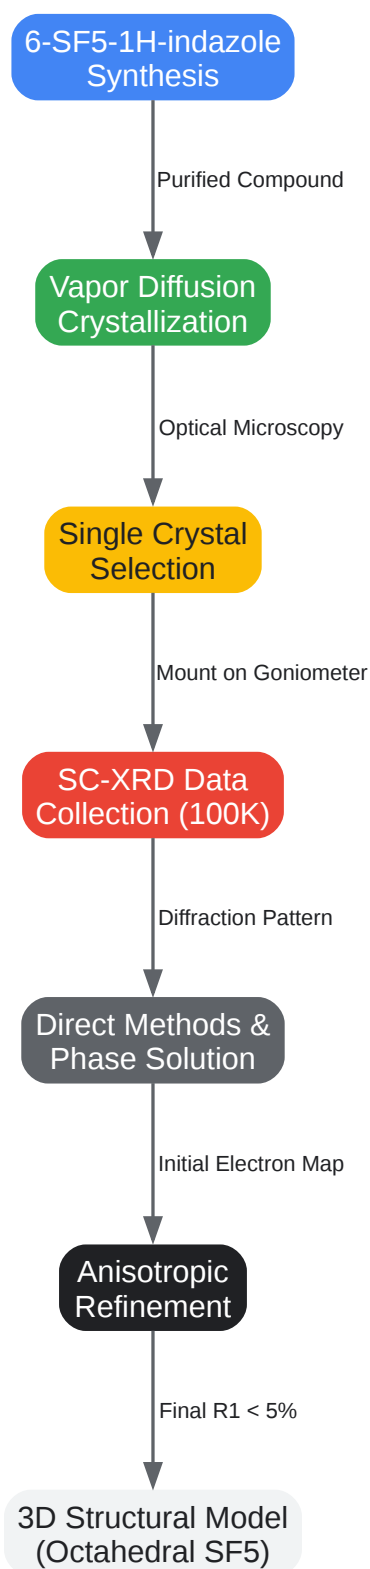 6-SF5-1H-indazole
Synthesis
Purified Compound
Vapor Diffusion
Crystallization
Optical Microscopy
Single Crystal
Selection
Mount on Goniometer
SC-XRD Data
Collection (100K)
Diffraction Pattern
Direct Methods &
Phase Solution
Initial Electron Map
Anisotropic
Refinement
Final R1 < 5%
3D Structural Model
(Octahedral SF5)